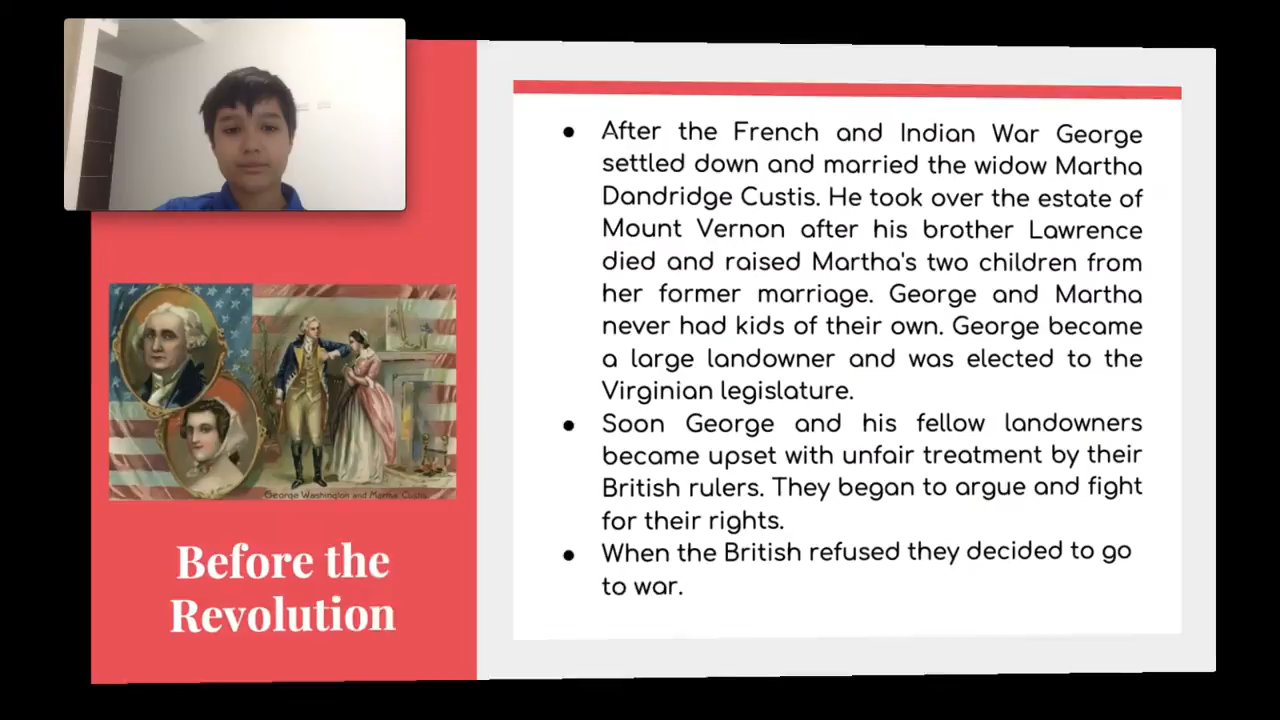 After the French and Indian War George
settled down and married the widow Martha
Dandridge Custis. He took over the estate of
Mount Vernon after his brother Lawrence
died and raised Martha's two children from
her former marriage. George and Martha
never had kids of their own. George became
a large landowner and was elected to the
Virginian legislature.
Soon George and his fellow landowners
became upset with unfair treatment by their
British rulers. They began to argue and fight
for their rights.
When the British refused they decided to go
to war.
George Washington and Martha Custis.
Before the
Revolution